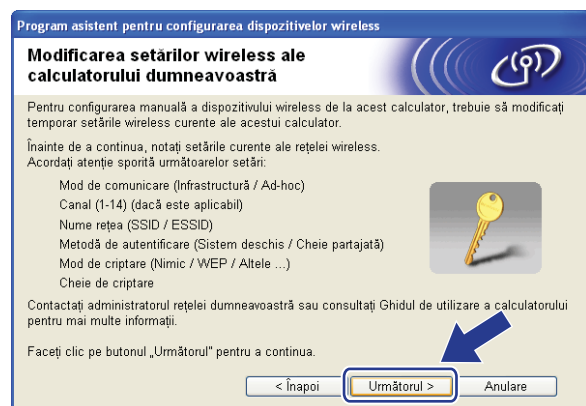 Program asistent pentru configurarea dispozitivelor wireless
Modificarea setărilor wireless ale
calculatorului dumneavoastră
Pentru configurarea manuală a dispozitivului wireless de la acest calculator, trebuie să modificați
temporar setările wireless curente ale acestui calculator.
Înainte de a continua, notați setările curente ale rețelei wireless.
Acordați atenție sporită următoarelor setări:
Mod de comunicare (Infrastructură / Ad-hoc)
Canal (1-14) (dacă este aplicabil)
Nume rețea (SSID / ESSID)
Metodă de autentificare (Sistem deschis / Cheie partajată)
Mod de criptare (Nimic / WEP / Altele ...)
Cheie de criptare
Contactați administratorul rețelei dumneavoastră sau consultați Ghidul de utilizare a calculatorului
pentru mai multe informații.
Faceți clic pe butonul „Următorul" pentru a continua.
< Înapoi
Următorul >
Anulare